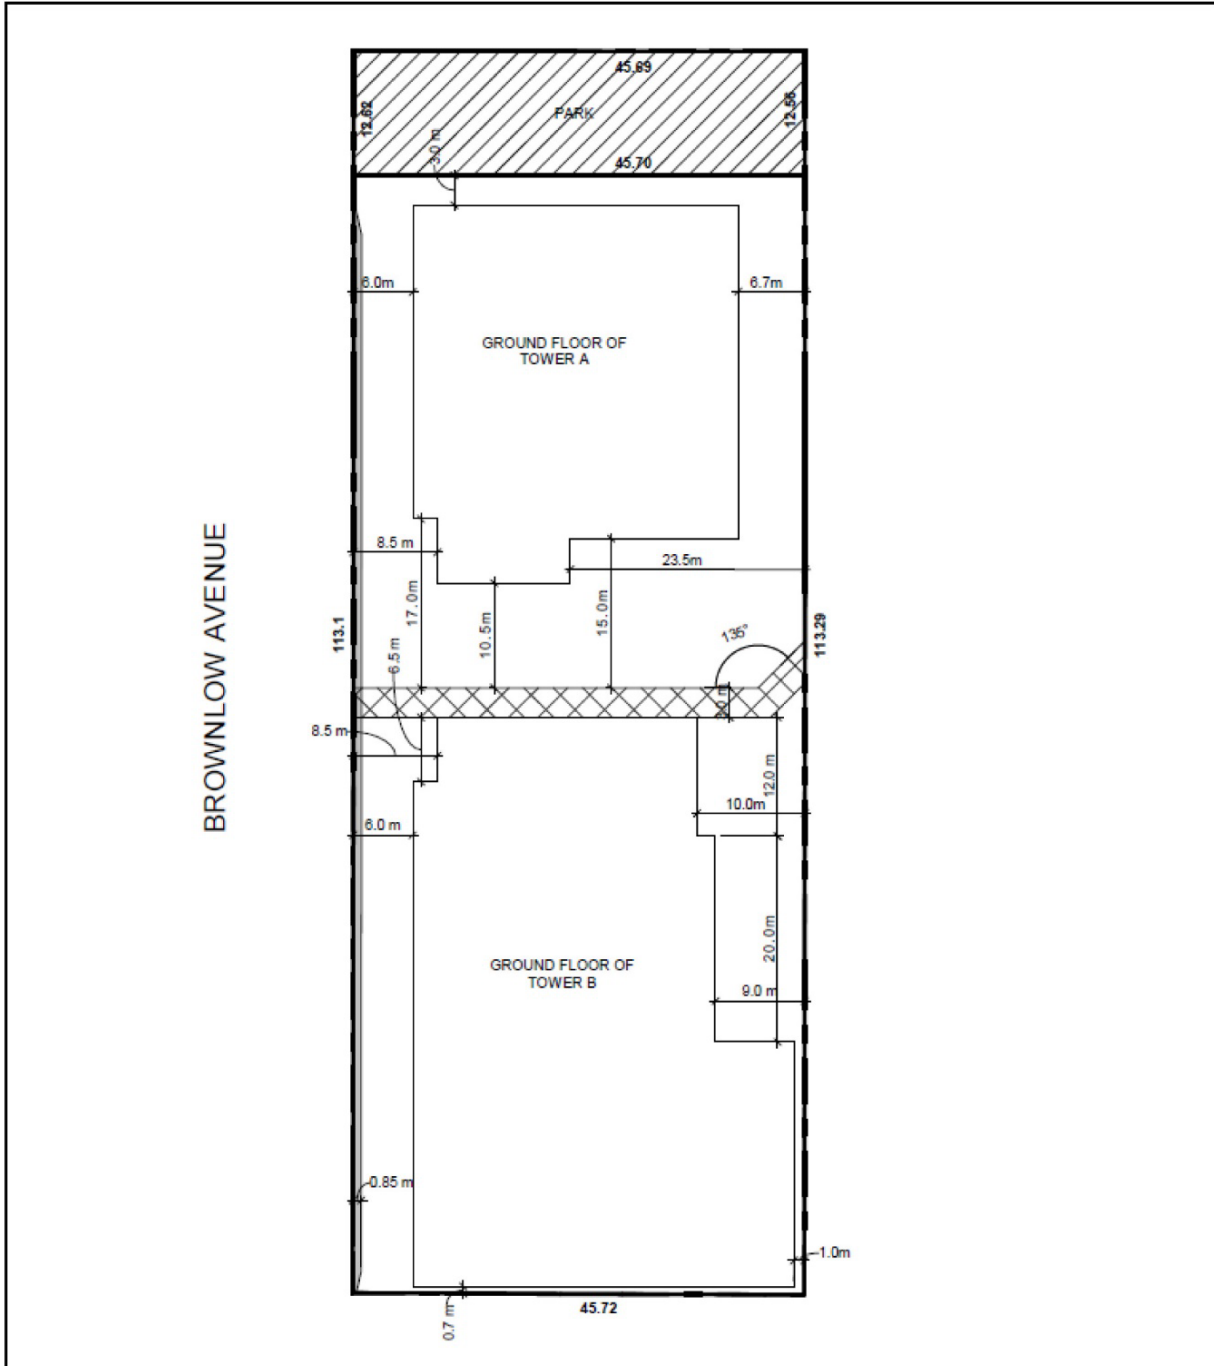 45.69
PARK
12.62
12.56
45.70
3.0 m
6.0m
6.7m
GROUND FLOOR OF
TOWER A
BROWNLOW AVENUE
8.5 m
23.5m
17.0m
10.5m
15.0m
113.1
113.29
135°
6.5 m
3.0 m
8.5 m
12.0 m
10.0m
6.0 m
20.0m
GROUND FLOOR OF
TOWER B
9.0 m
0.85 m
1.0m
0.7 m
45.72